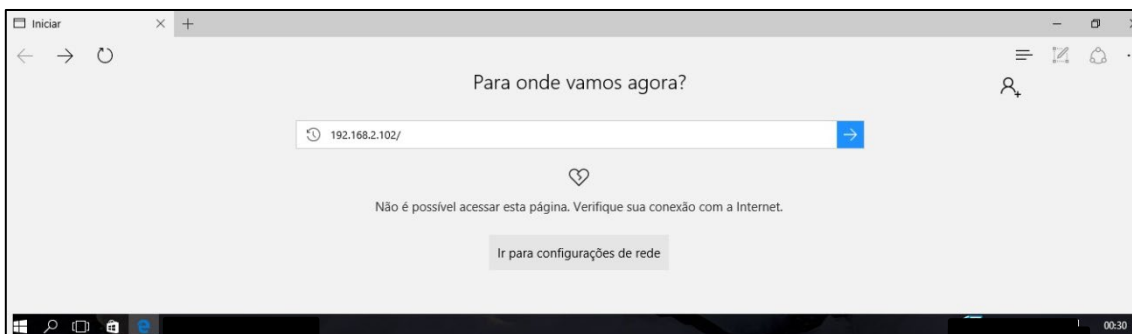 Iniciar
Para onde vamos agora?
192.168.2.102/
Não é possível acessar esta página. Verifique sua conexão com a Internet.
Ir para configurações de rede
00:30